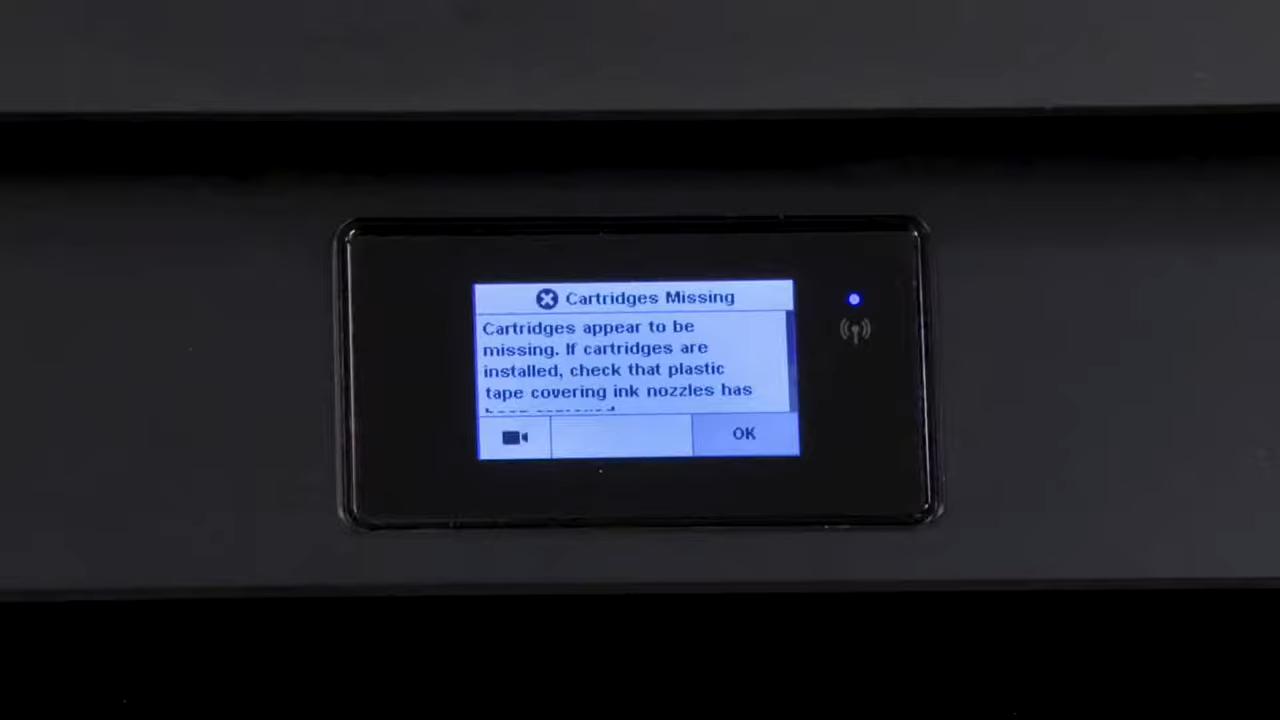 Cartridges Missing
Cartridges appear to be
missing. If cartridges are
installed, check that plastic
tape covering ink nozzles has
OK